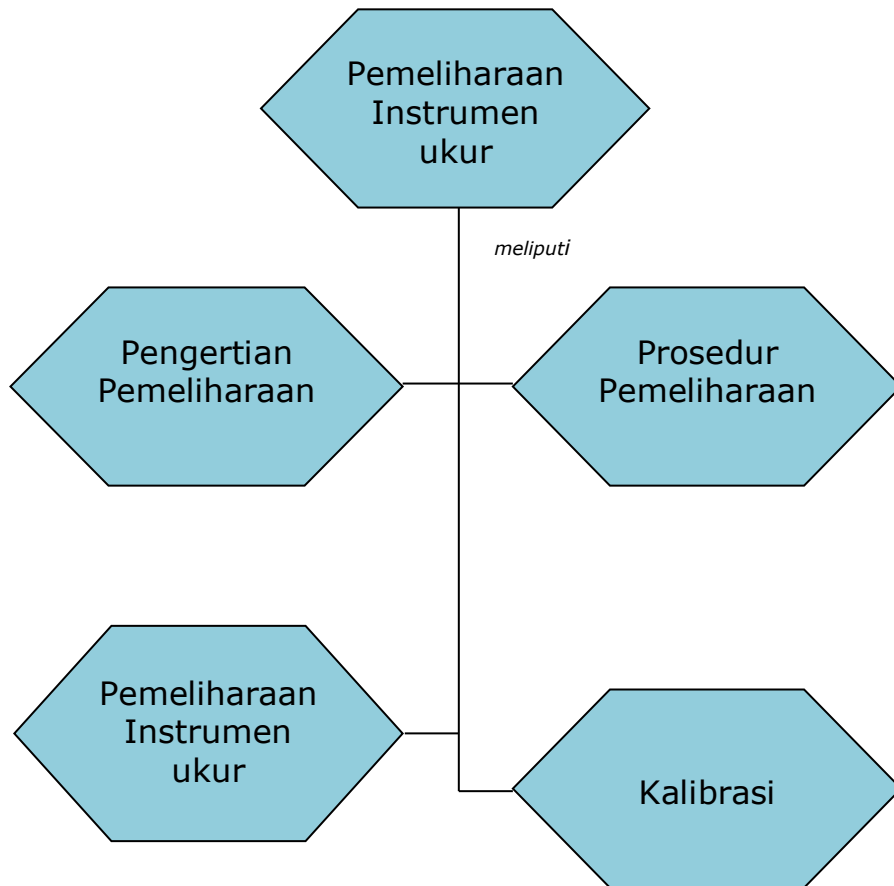 Pemeliharaan
Instrumen
ukur
meliputi
Pengertian
Pemeliharaan
Prosedur
Pemeliharaan
Pemeliharaan
Instrumen
ukur
Kalibrasi